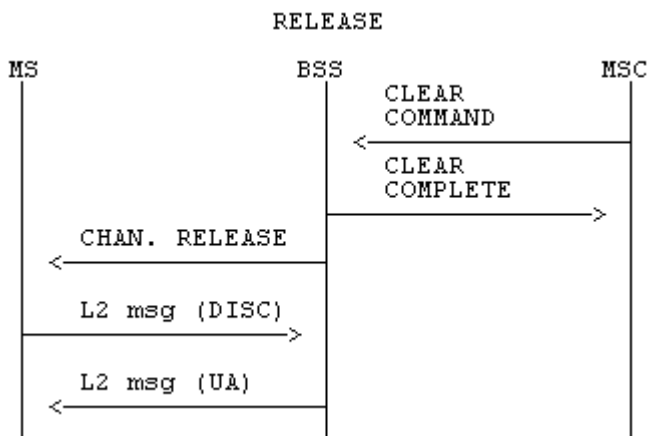 RELEASE
MS BSS MSC
CLEAR
COMMAND
CLEAR
COMPLETE
CHAN. RELEASE
L2 msg (DISC)
L2 msg (UA)